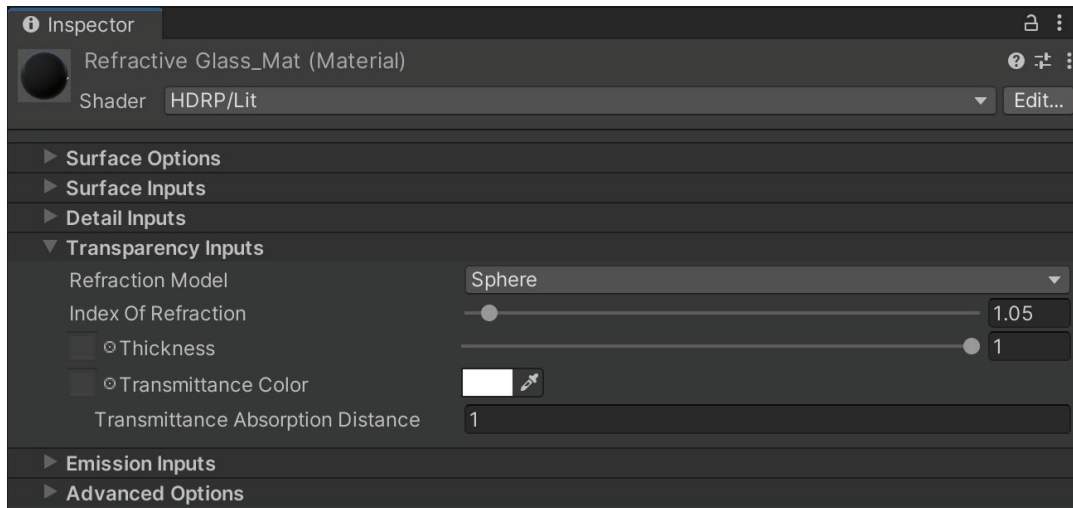 Inspector
Refractive Glass_Mat (Material)
Shader HDRP/Lit Edit...
Surface Options
Surface Inputs
Detail Inputs
Transparency Inputs
Refraction Model Sphere
Index Of Refraction 1.05
Thickness 1
Transmittance Color
Transmittance Absorption Distance 1
Emission Inputs
Advanced Options